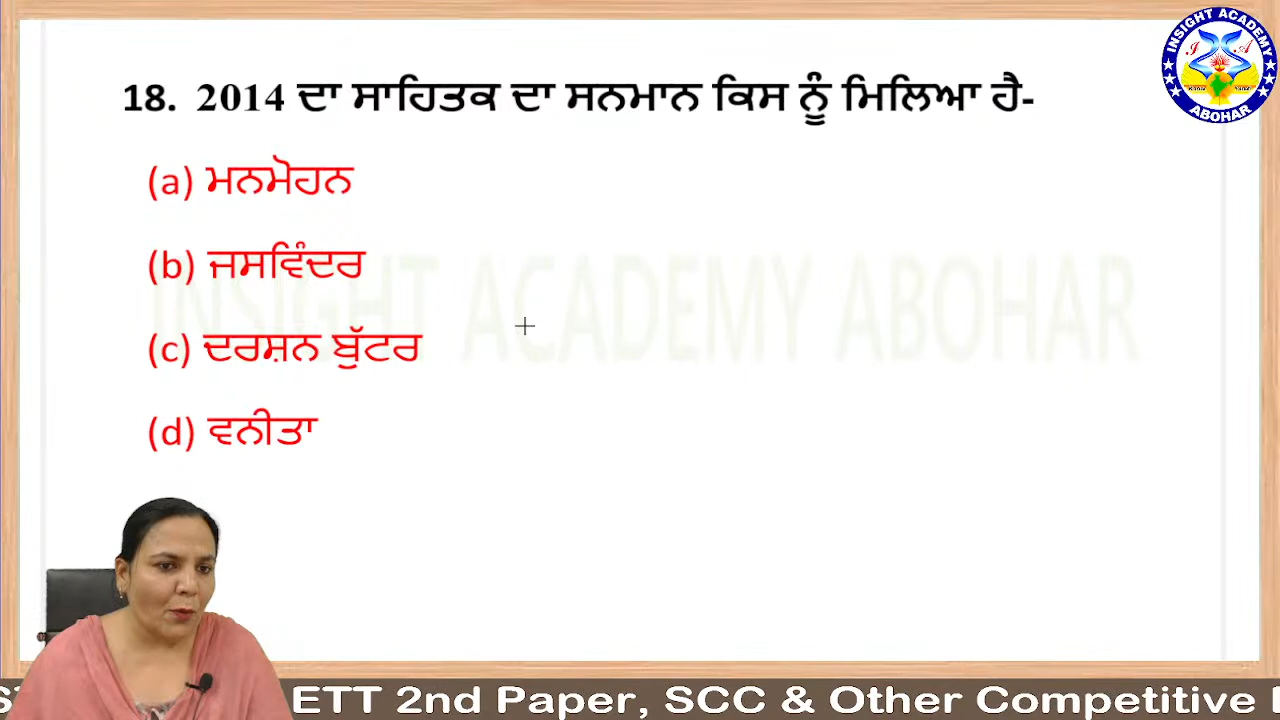 INSIGHT ACADEMY
ABOHAR
18. 2014 ਦਾ ਸਾਹਿਤਕ ਦਾ ਸਨਮਾਨ ਕਿਸ ਨੂੰ ਮਿਲਿਆ ਹੈ-
(a) ਮਨਮੋਹਨ
(b) ਜਸਵਿੰਦਰ
(c) ਦਰਸ਼ਨ ਬੁੱਟਰ
(d) ਵਨੀਤਾ
INSIGHT ACADEMY ABOHAR
ETT 2nd Paper, SCC & Other Competitive